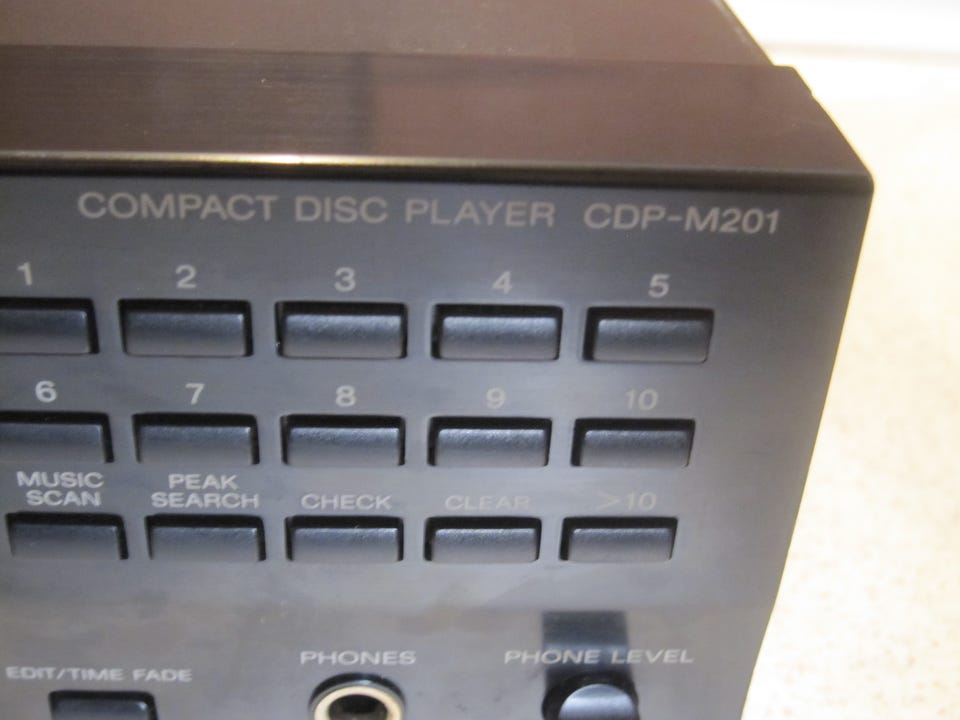 COMPACT DISC PLAYER CDP-M201
1 2 3 4 5
6 7 8 9 10
MUSIC SCAN PEAK SEARCH CHECK CLEAR >10
EDIT/TIME FADE PHONES PHONE LEVEL